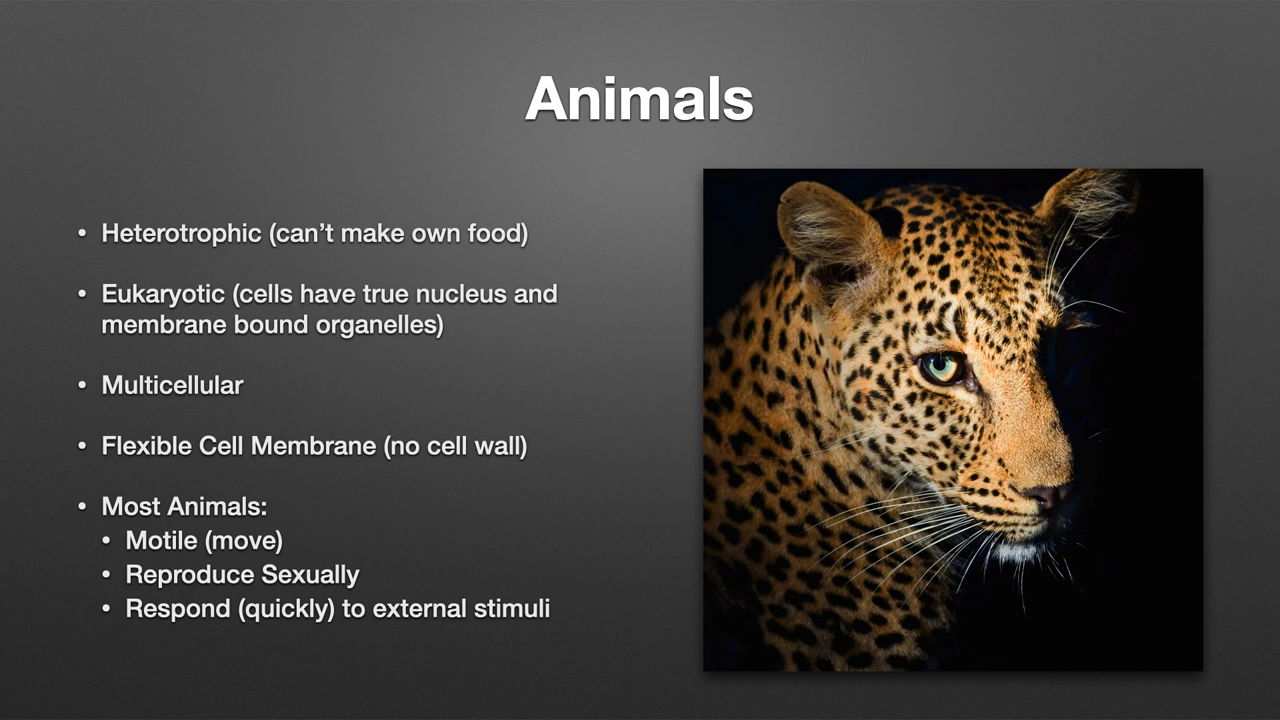 Animals
• Heterotrophic (can’t make own food)
• Eukaryotic (cells have true nucleus and
membrane bound organelles)
• Multicellular
• Flexible Cell Membrane (no cell wall)
• Most Animals:
• Motile (move)
• Reproduce Sexually
• Respond (quickly) to external stimuli